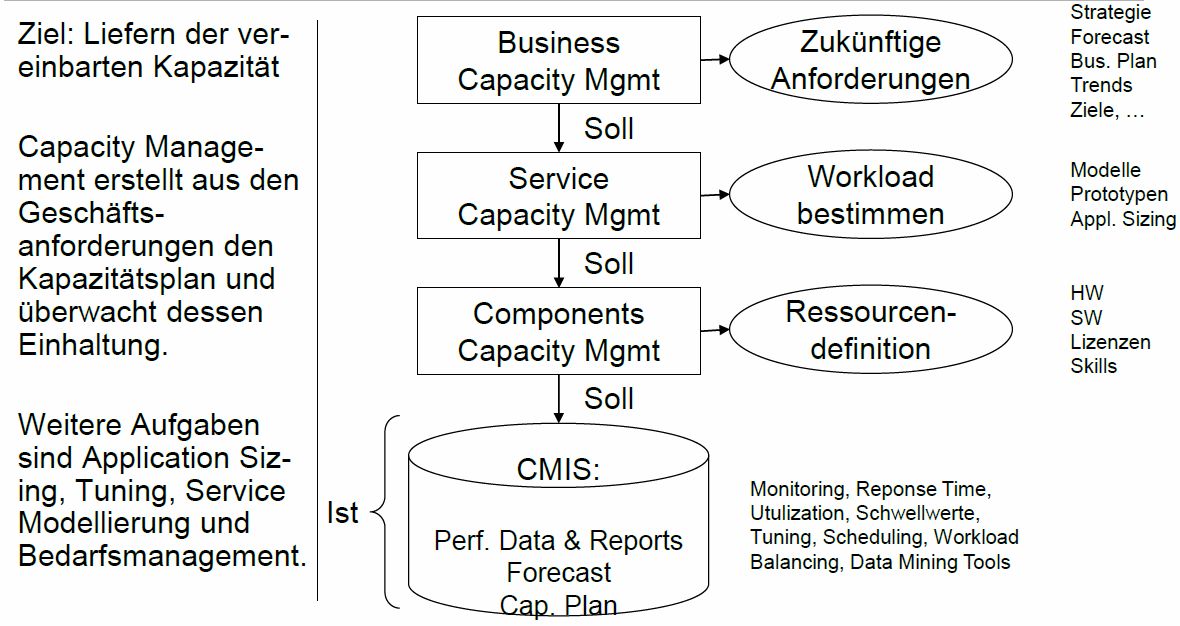 Ziel: Liefern der ver-
einbarten Kapazität
Capacity Manage-
ment erstellt aus den
Geschäfts-
anforderungen den
Kapazitätsplan und
überwacht dessen
Einhaltung.
Weitere Aufgaben
sind Application Siz-
ing, Tuning, Service
Modellierung und
Bedarfsmanagement.
Business
Capacity Mgmt
Zukünftige
Anforderungen
Strategie
Forecast
Bus. Plan
Trends
Ziele, …
Soll
Service
Capacity Mgmt
Workload
bestimmen
Modelle
Prototypen
Appl. Sizing
Soll
Components
Capacity Mgmt
Ressourcen-
definition
HW
SW
Lizenzen
Skills
Soll
Ist
CMIS:
Perf. Data & Reports
Forecast
Cap. Plan
Monitoring, Reponse Time,
Utulization, Schwellwerte,
Tuning, Scheduling, Workload
Balancing, Data Mining Tools